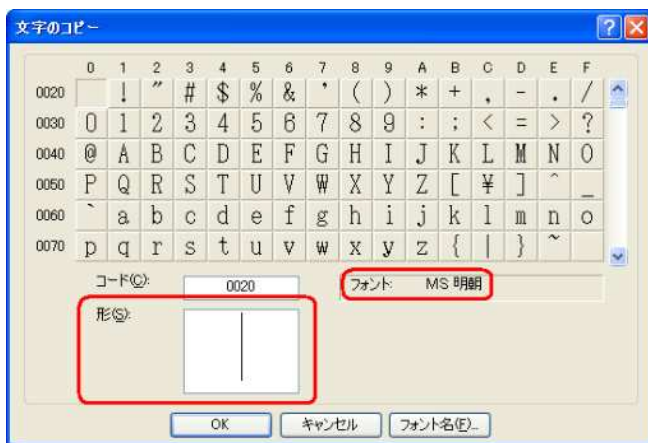 文字のコピー
0 1 2 3 4 5 6 7 8 9 A B C D E F
0020 ! " # $ % & ' ( ) * + , - . /
0030 0 1 2 3 4 5 6 7 8 9 : ; < = > ?
0040 @ A B C D E F G H I J K L M N O
0050 P Q R S T U V W X Y Z [ ¥ ] ^ _
0060 ` a b c d e f g h i j k l m n o
0070 p q r s t u v w x y z { | } ~
コード(C): 0020 フォント: MS 明朝
形(S):
OK キャンセル フォント名(F)...